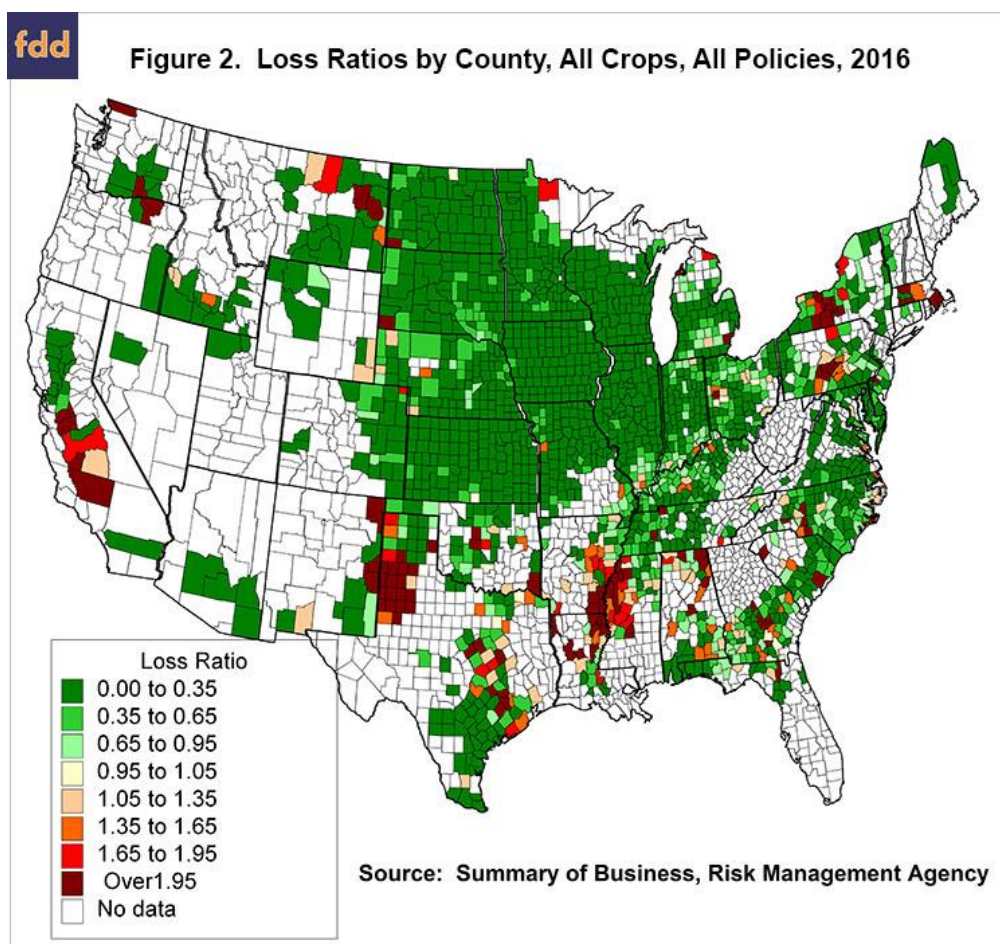 fdd
Figure 2.  Loss Ratios by County, All Crops, All Policies, 2016
Loss Ratio
0.00 to 0.35
0.35 to 0.65
0.65 to 0.95
0.95 to 1.05
1.05 to 1.35
1.35 to 1.65
1.65 to 1.95
Over1.95
No data
Source:  Summary of Business, Risk Management Agency